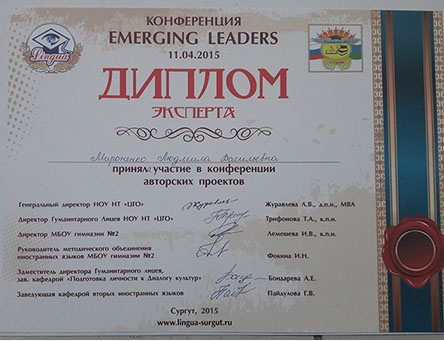 КОНФЕРЕНЦИЯ
EMERGING LEADERS
11.04.2015
Lingua
ДИПЛОМ
ЭКСПЕРТА
Мироненко Людмила Васильевна
принял участие в конференции
авторских проектов
Генеральный директор НОУ НТ «ЦГО» Журавлева Л.В., д.п.н., МВА
Директор Гуманитарного Лицея НОУ НТ «ЦГО» Трифонова Т.А., к.п.н.
Директор МБОУ гимназии №2 Лемешева И.В., к.п.н.
Руководитель методического объединения
иностранных языков МБОУ гимназии №2 Фокина И.Н.
Заместитель директора Гуманитарного лицея,
зав. кафедрой «Подготовка личности к Диалогу культур» Бондарева А.Е.
Заведующая кафедрой вторых иностранных языков Пайдулова Г.В.
Сургут, 2015
www.lingua-surgut.ru